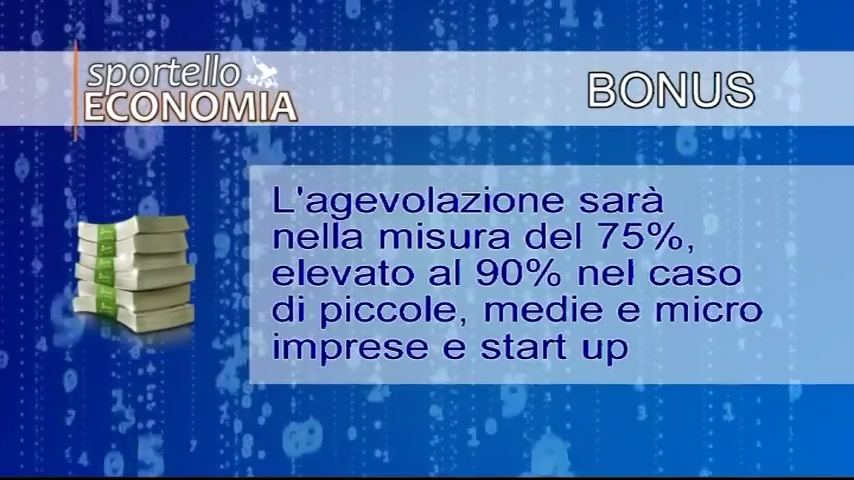 sportello
ECONOMIA
BONUS
L'agevolazione sarà
nella misura del 75%,
elevato al 90% nel caso
di piccole, medie e micro
imprese e start up